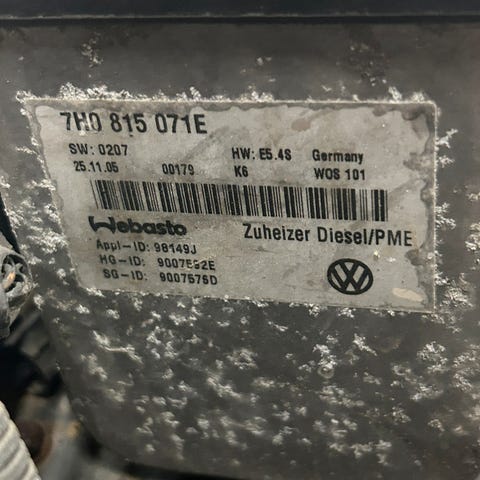 7H0 815 071E
SW: 0207 HW: E5.4S Germany
25.11.05 00179 K6 WOS 101
Webasto Zuheizer Diesel/PME
Appl-ID: 98149J
HG-ID: 9007592E
SG-ID: 9007576D